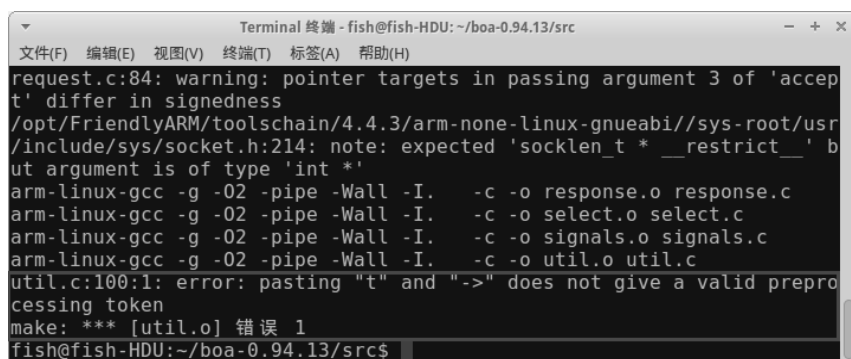 Terminal 终端 - fish@fish-HDU: ~/boa-0.94.13/src
文件(F) 编辑(E) 视图(V) 终端(T) 标签(A) 帮助(H)
request.c:84: warning: pointer targets in passing argument 3 of 'accep
t' differ in signedness
/opt/FriendlyARM/toolschain/4.4.3/arm-none-linux-gnueabi//sys-root/usr
/include/sys/socket.h:214: note: expected 'socklen_t * __restrict__' b
ut argument is of type 'int *'
arm-linux-gcc -g -O2 -pipe -Wall -I.   -c -o response.o response.c
arm-linux-gcc -g -O2 -pipe -Wall -I.   -c -o select.o select.c
arm-linux-gcc -g -O2 -pipe -Wall -I.   -c -o signals.o signals.c
arm-linux-gcc -g -O2 -pipe -Wall -I.   -c -o util.o util.c
util.c:100:1: error: pasting "t" and "->" does not give a valid prepro
cessing token
make: *** [util.o] 错误 1
fish@fish-HDU:~/boa-0.94.13/src$